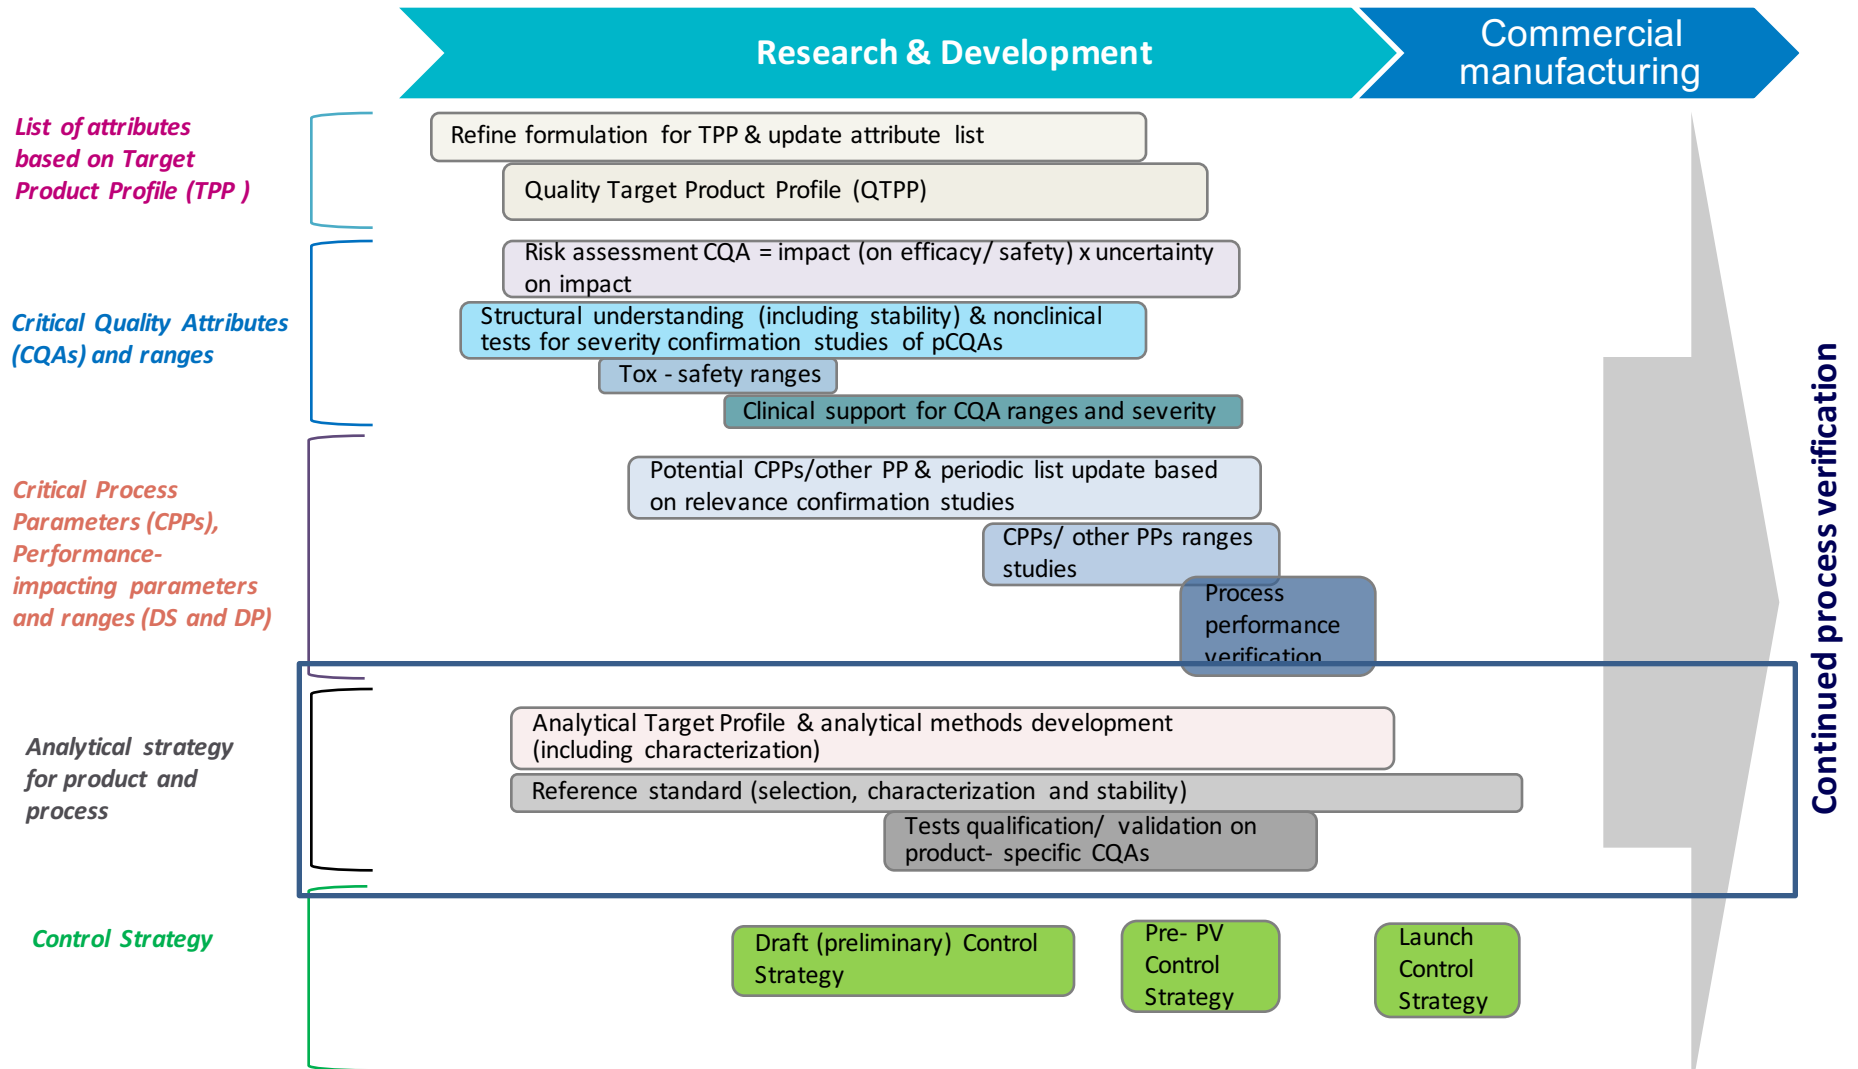 Research & Development
Commercial
manufacturing
List of attributes
based on Target
Product Profile (TPP )
Refine formulation for TPP & update attribute list
Quality Target Product Profile (QTPP)
Critical Quality Attributes
(CQAs) and ranges
Risk assessment CQA = impact (on efficacy/ safety) x uncertainty
on impact
Structural understanding (including stability) & nonclinical
tests for severity confirmation studies of pCQAs
Tox - safety ranges
Clinical support for CQA ranges and severity
Critical Process
Parameters (CPPs),
Performance-
impacting parameters
and ranges (DS and DP)
Potential CPPs/other PP & periodic list update based
on relevance confirmation studies
CPPs/ other PPs ranges
studies
Process
performance
verification
Analytical strategy
for product and
process
Analytical Target Profile & analytical methods development
(including characterization)
Reference standard (selection, characterization and stability)
Tests qualification/ validation on
product- specific CQAs
Control Strategy
Draft (preliminary) Control
Strategy
Pre- PV
Control
Strategy
Launch
Control
Strategy
Continued process verification